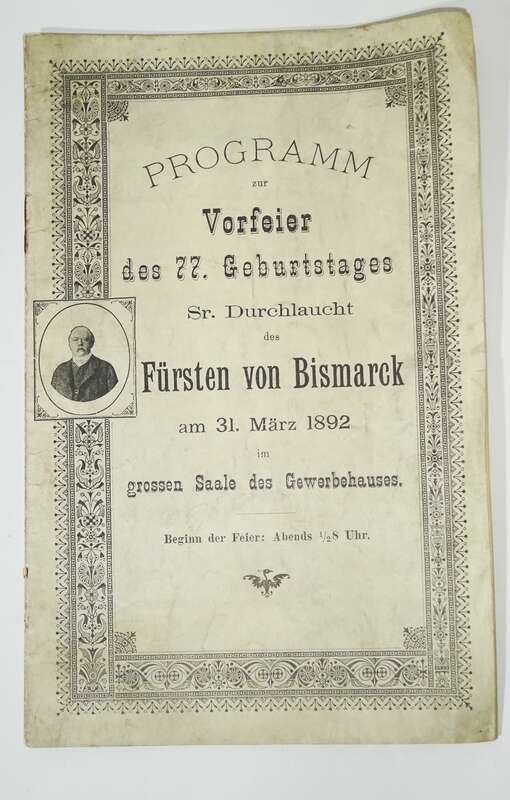 PROGRAMM
zur
Vorfeier
des 77. Geburtstages
Sr. Durchlaucht
des
Fürsten von Bismarck
am 31. März 1892
im
grossen Saale des Gewerbehauses.
Beginn der Feier: Abends ½8 Uhr.